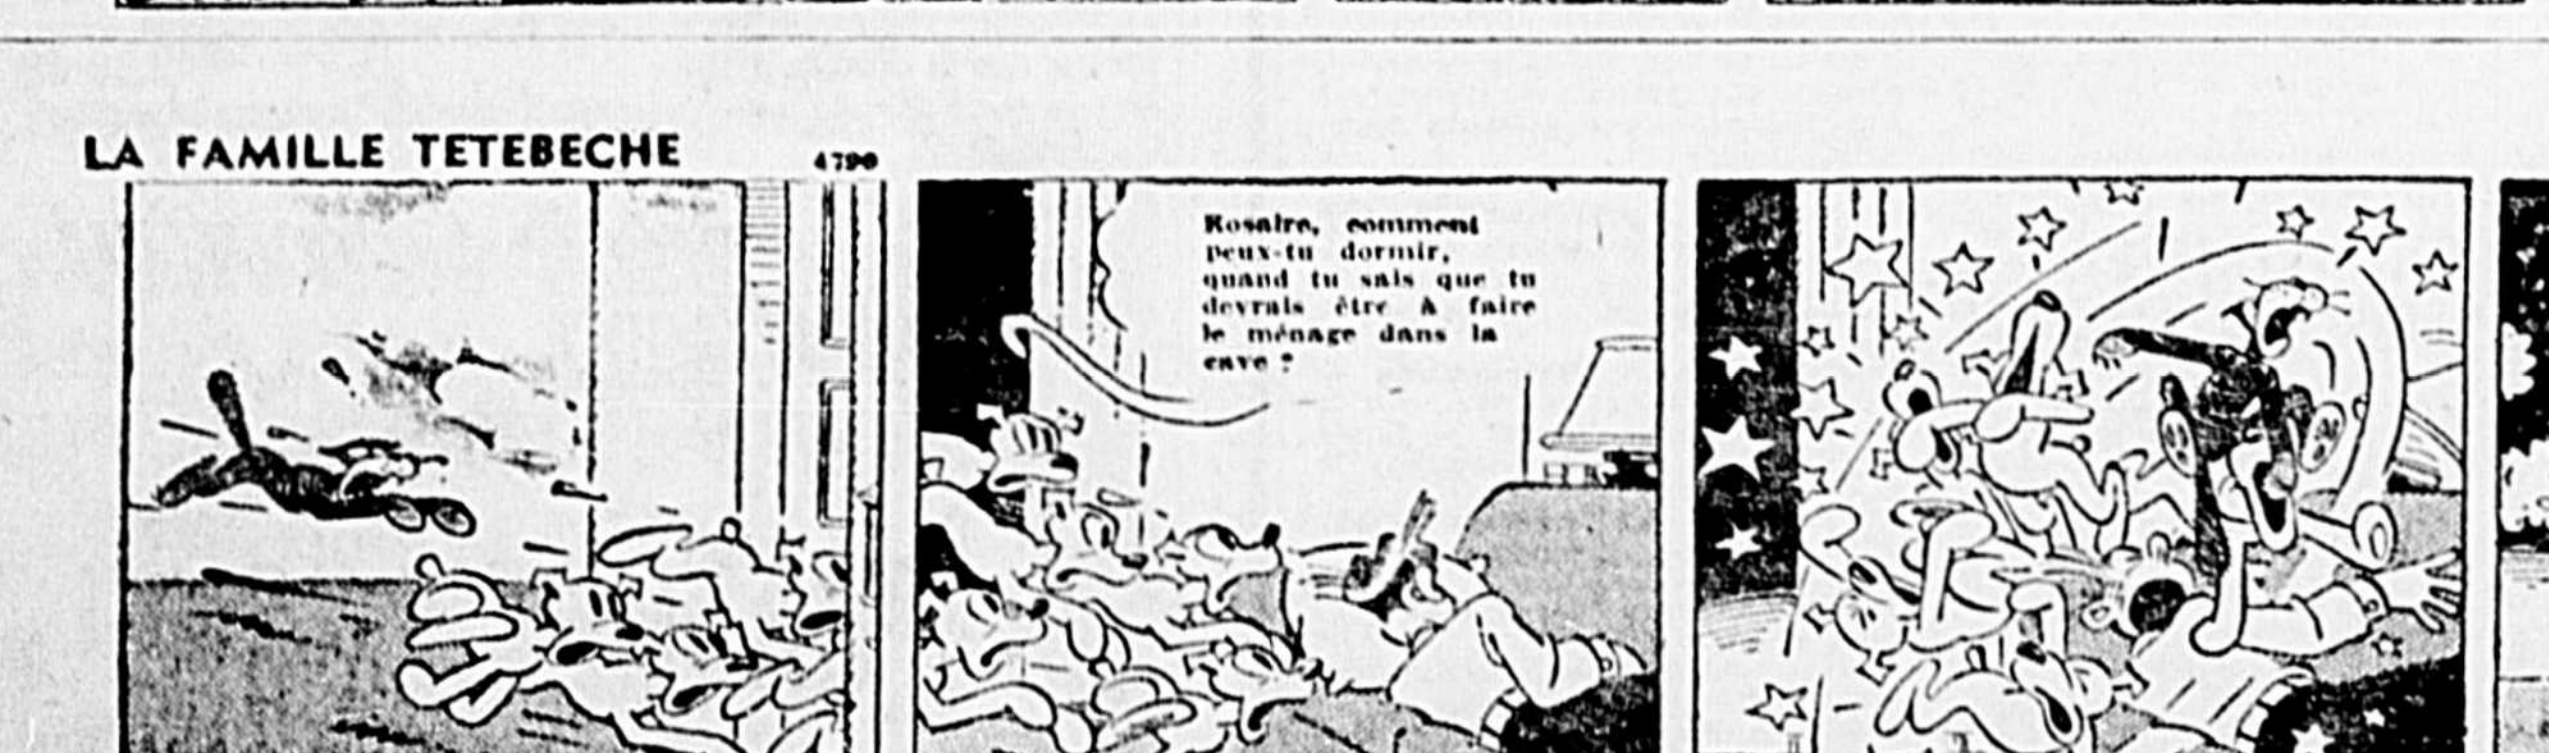 LA FAMILLE TETEBECHE
4790
Rosaire, comment
peux-tu dormir,
quand tu sais que tu
devrais être à faire
le ménage dans la
cave ?